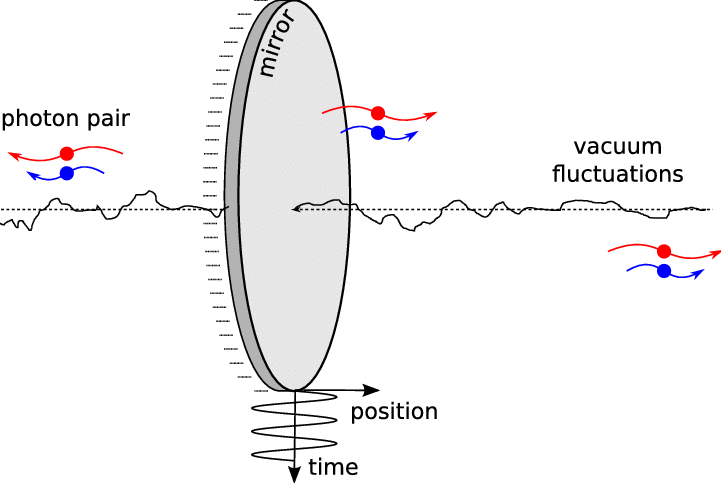 mirror
photon pair
vacuum
fluctuations
position
time